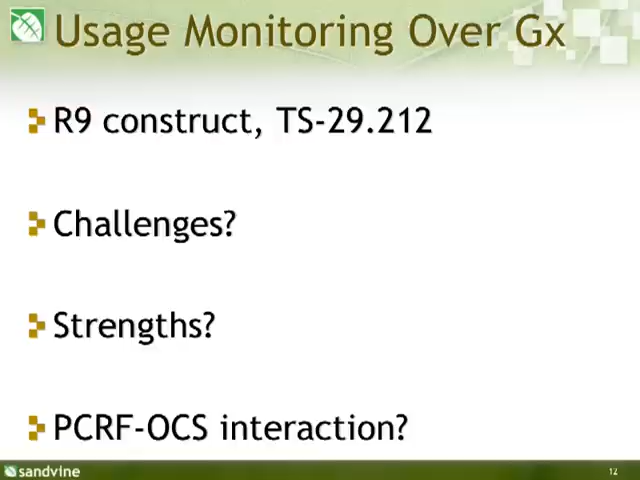 Usage Monitoring Over Gx
R9 construct, TS-29.212
Challenges?
Strengths?
PCRF-OCS interaction?
sandvine
12